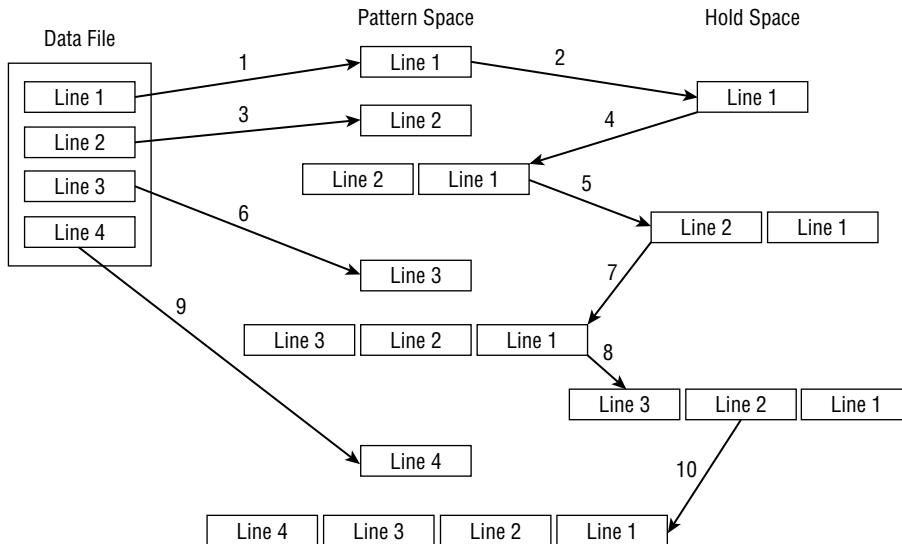 Data File
Pattern Space
Hold Space
Line 1
Line 2
Line 3
Line 4
1
Line 1
2
Line 1
3
Line 2
4
Line 2 Line 1
5
Line 2 Line 1
6
Line 3
7
Line 3 Line 2 Line 1
8
Line 3 Line 2 Line 1
9
Line 4
10
Line 4 Line 3 Line 2 Line 1